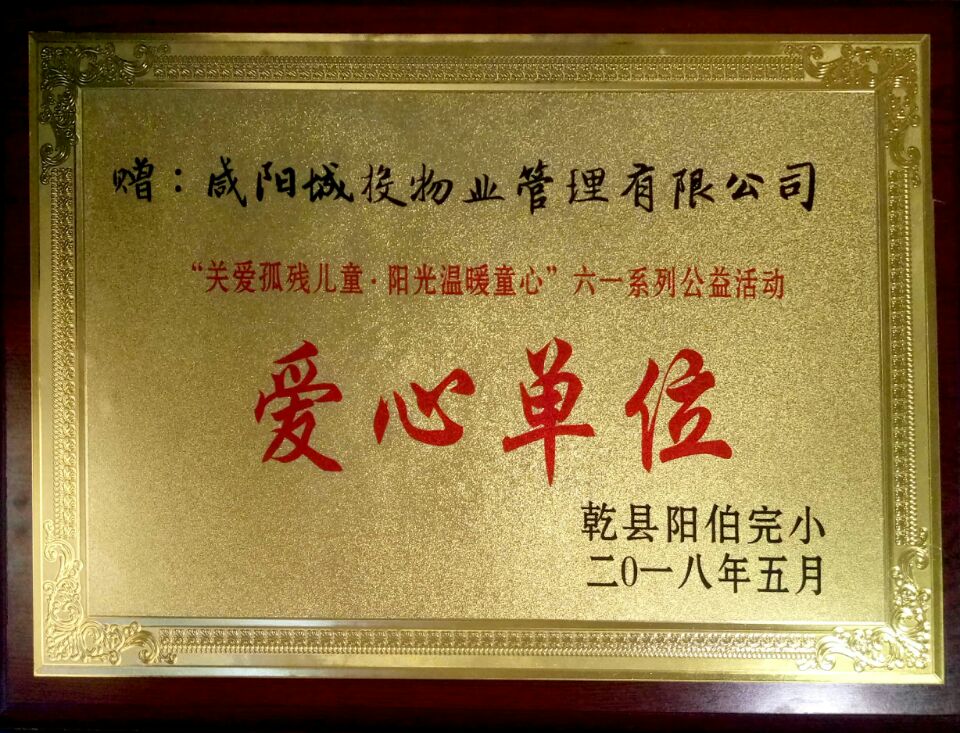 赠：咸阳城投物业管理有限公司
“关爱孤残儿童·阳光温暖童心”六一系列公益活动
爱心单位
乾县阳伯完小
二0一八年五月